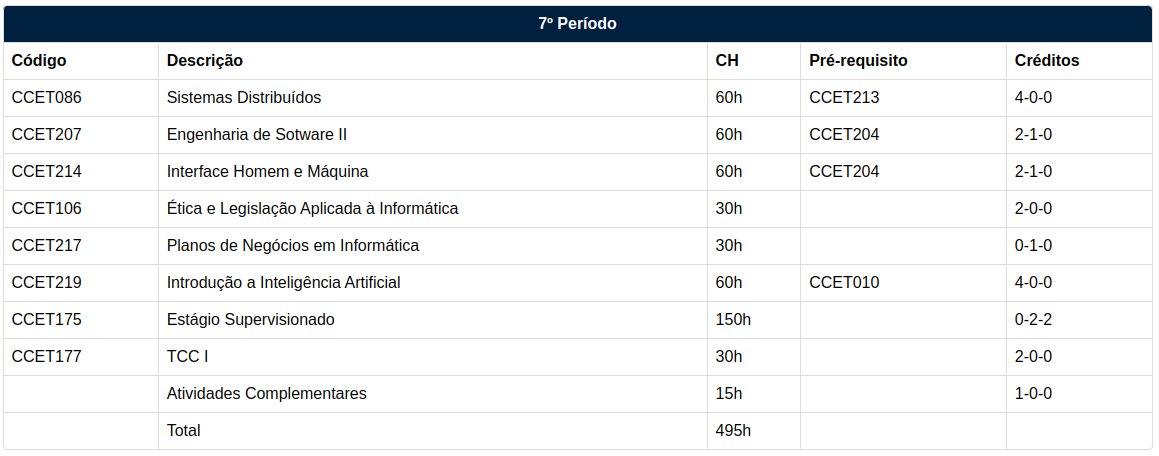 7º Período
Código Descrição CH Pré-requisito Créditos
CCET086 Sistemas Distribuídos 60h CCET213 4-0-0
CCET207 Engenharia de Sotware II 60h CCET204 2-1-0
CCET214 Interface Homem e Máquina 60h CCET204 2-1-0
CCET106 Ética e Legislação Aplicada à Informática 30h 2-0-0
CCET217 Planos de Negócios em Informática 30h 0-1-0
CCET219 Introdução a Inteligência Artificial 60h CCET010 4-0-0
CCET175 Estágio Supervisionado 150h 0-2-2
CCET177 TCC I 30h 2-0-0
Atividades Complementares 15h 1-0-0
Total 495h